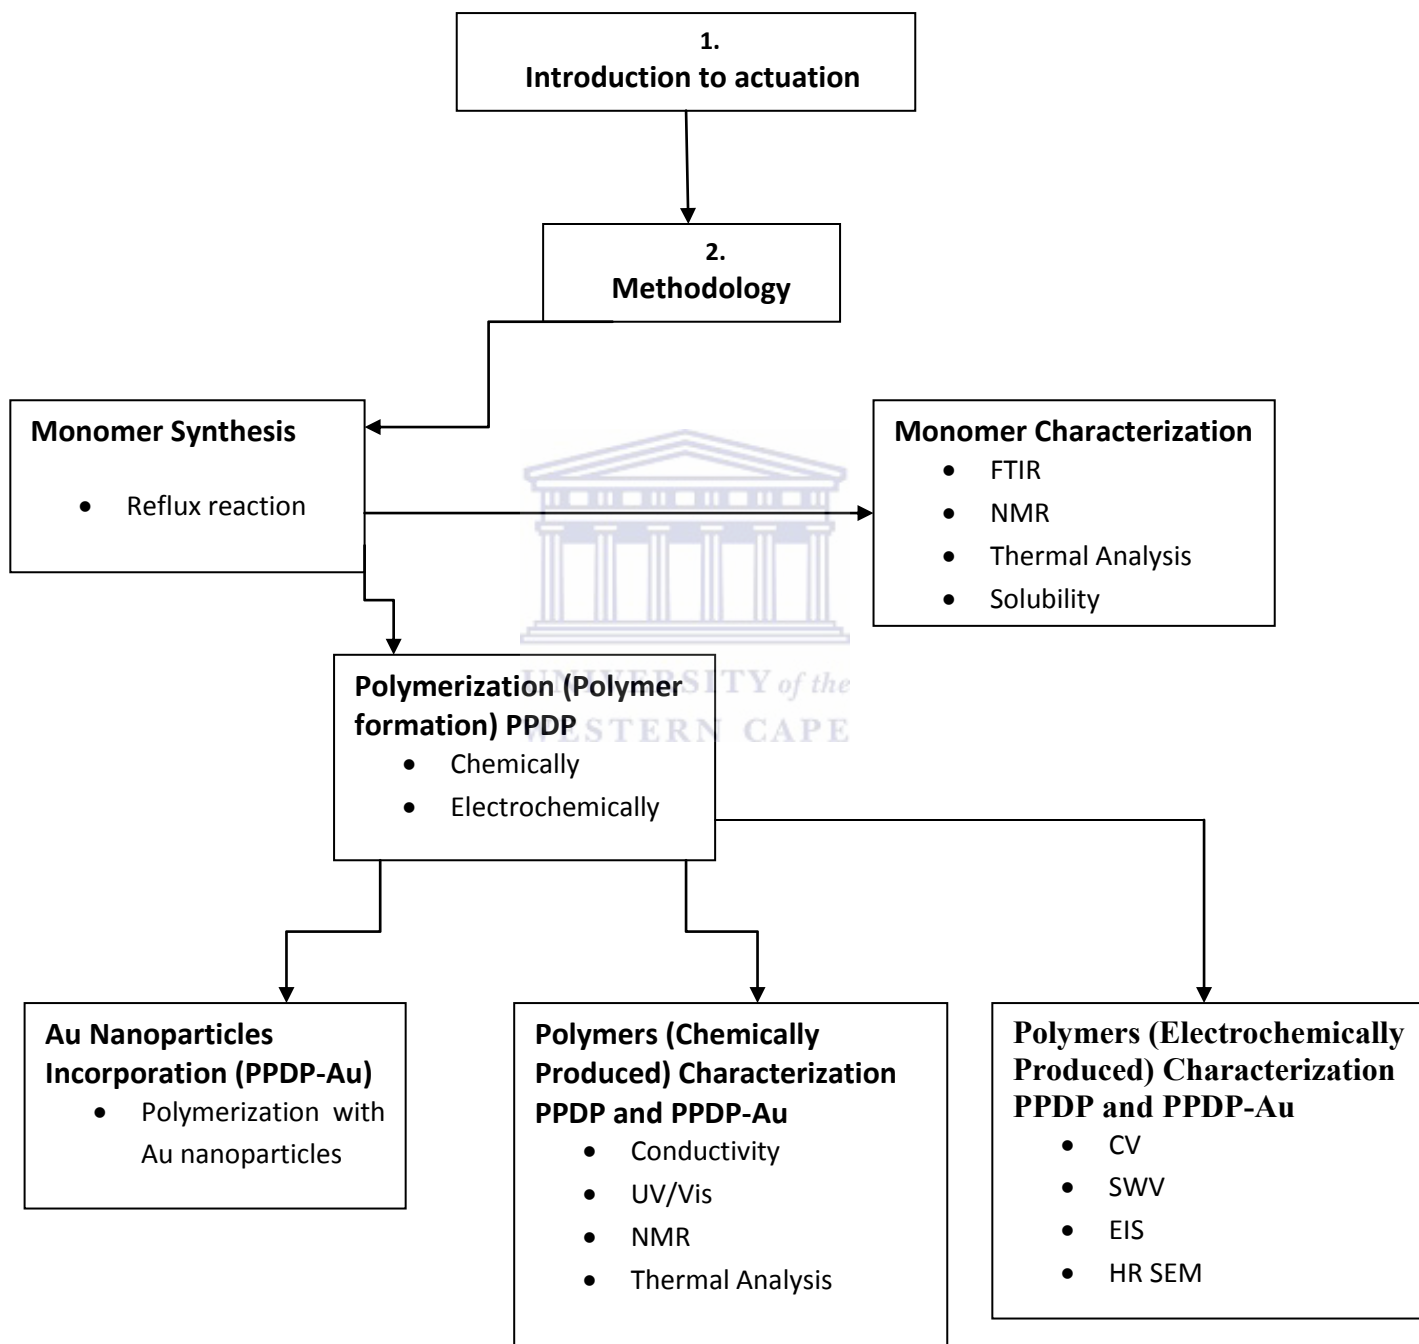 1.
Introduction to actuation
2.
Methodology
Monomer Synthesis
• Reflux reaction
Monomer Characterization
• FTIR
• NMR
• Thermal Analysis
• Solubility
UNIVERSITY of the
WESTERN CAPE
Polymerization (Polymer
formation) PPDP
• Chemically
• Electrochemically
Au Nanoparticles
Incorporation (PPDP-Au)
• Polymerization with
Au nanoparticles
Polymers (Chemically
Produced) Characterization
PPDP and PPDP-Au
• Conductivity
• UV/Vis
• NMR
• Thermal Analysis
Polymers (Electrochemically
Produced) Characterization
PPDP and PPDP-Au
• CV
• SWV
• EIS
• HR SEM